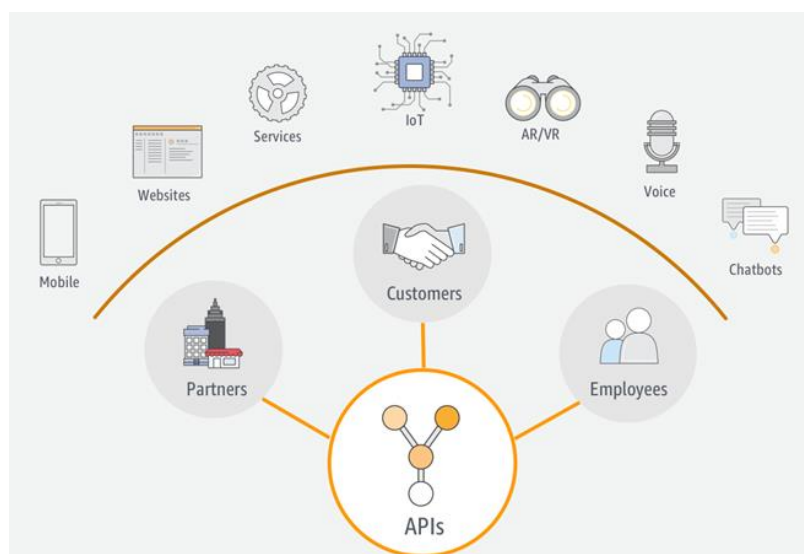 IoT
AR/VR
Services
Voice
Websites
Mobile
Chatbots
Customers
Partners
Employees
APIs